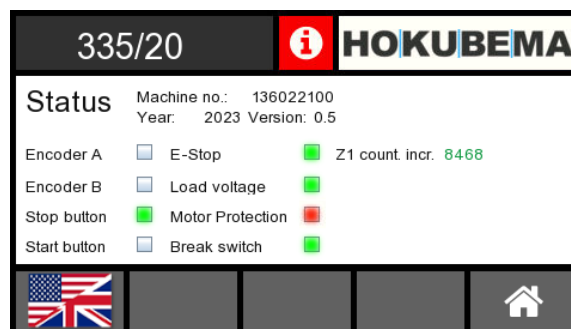 335/20
i
HOKUBEMA
Status
Machine no.: 136022100
Year: 2023 Version: 0.5
Encoder A E-Stop Z1 count. incr. 8468
Encoder B Load voltage
Stop button Motor Protection
Start button Break switch